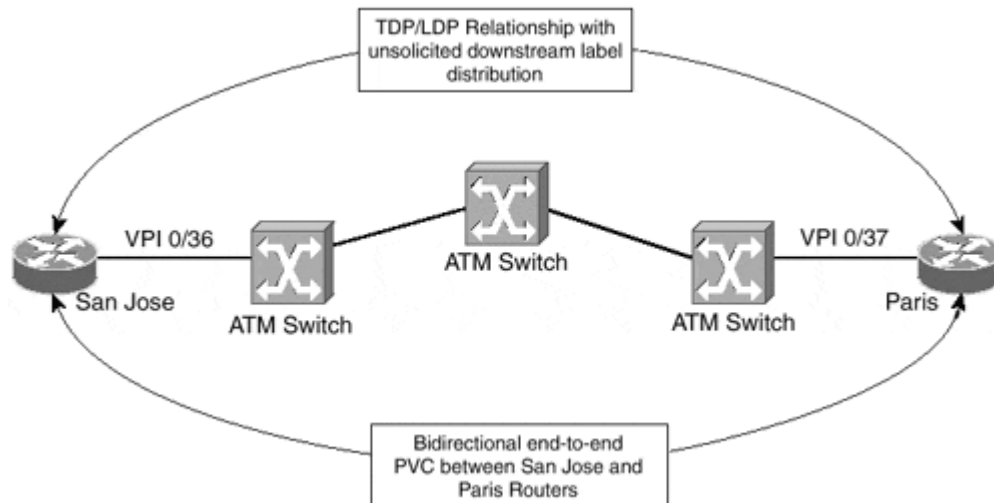 TDP/LDP Relationship with
unsolicited downstream label
distribution
VPI 0/36
VPI 0/37
ATM Switch
San Jose
Paris
ATM Switch
ATM Switch
Bidirectional end-to-end
PVC between San Jose and
Paris Routers